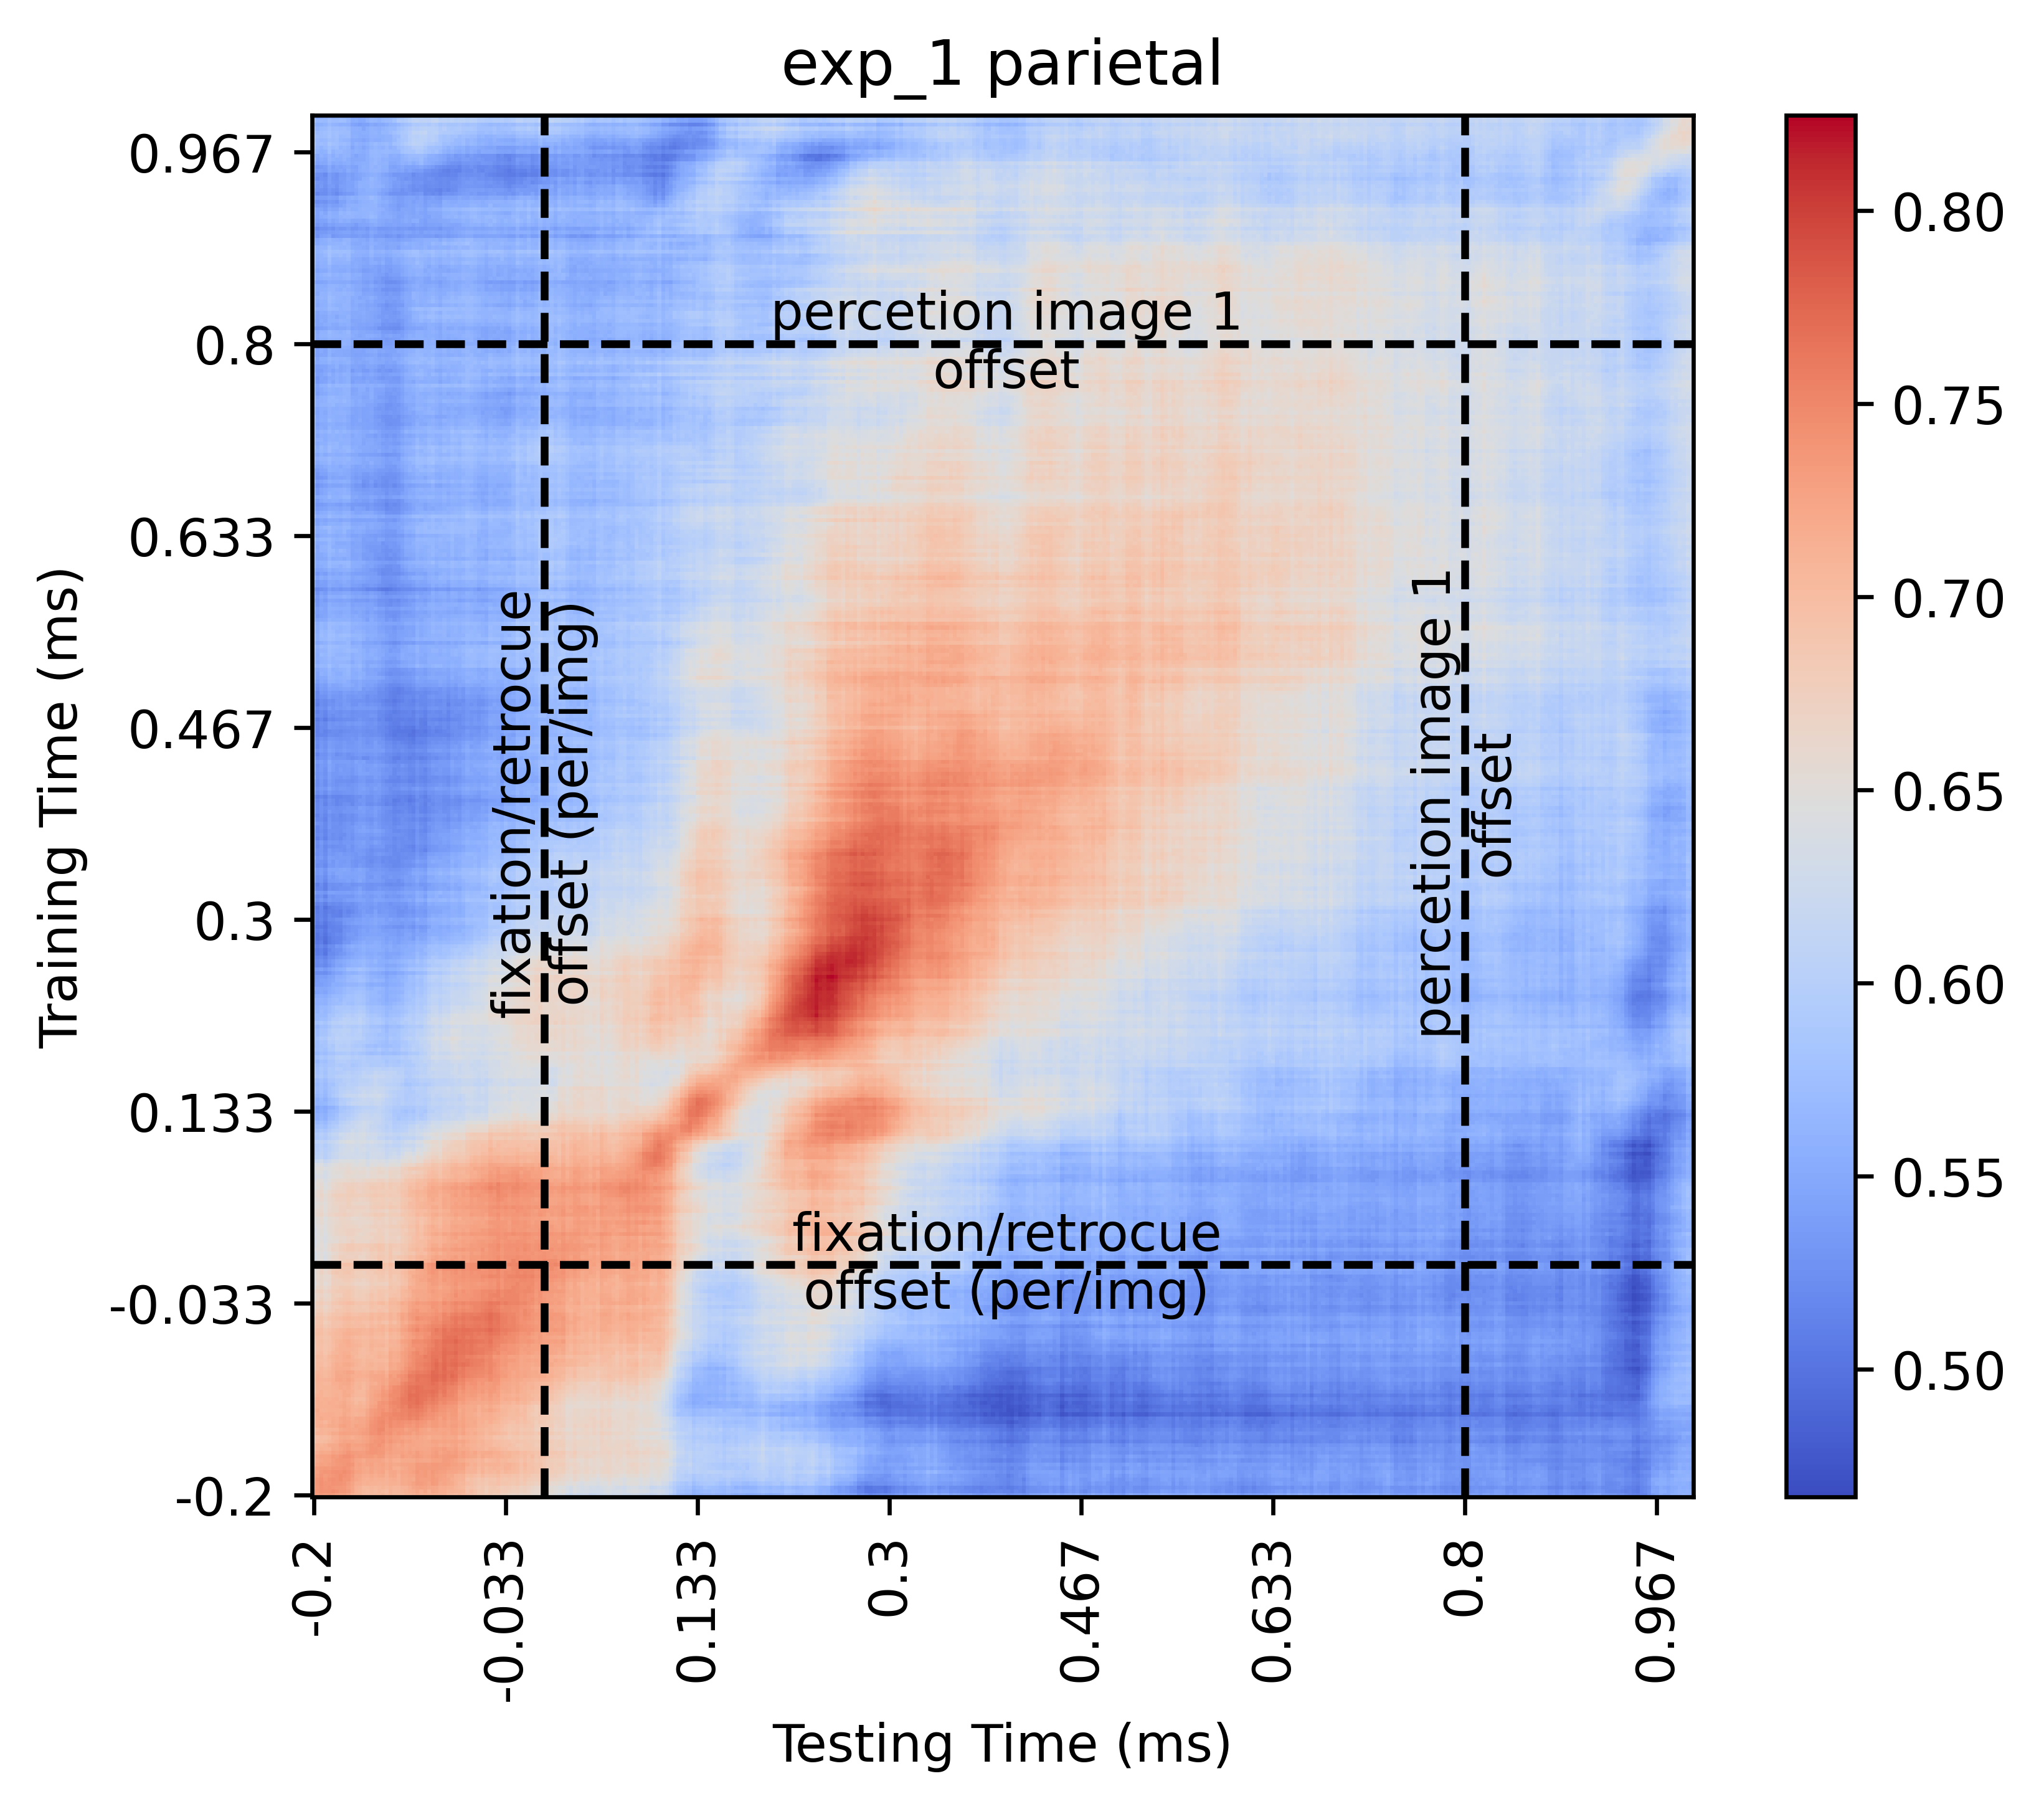 exp_1 parietal
Training Time (ms)
0.967
0.8
0.633
0.467
0.3
0.133
-0.033
-0.2
percetion image 1
offset
fixation/retrocue
offset (per/img)
percetion image 1
offset
fixation/retrocue
offset (per/img)
-0.2
-0.033
0.133
0.3
0.467
0.633
0.8
0.967
Testing Time (ms)
0.80
0.75
0.70
0.65
0.60
0.55
0.50